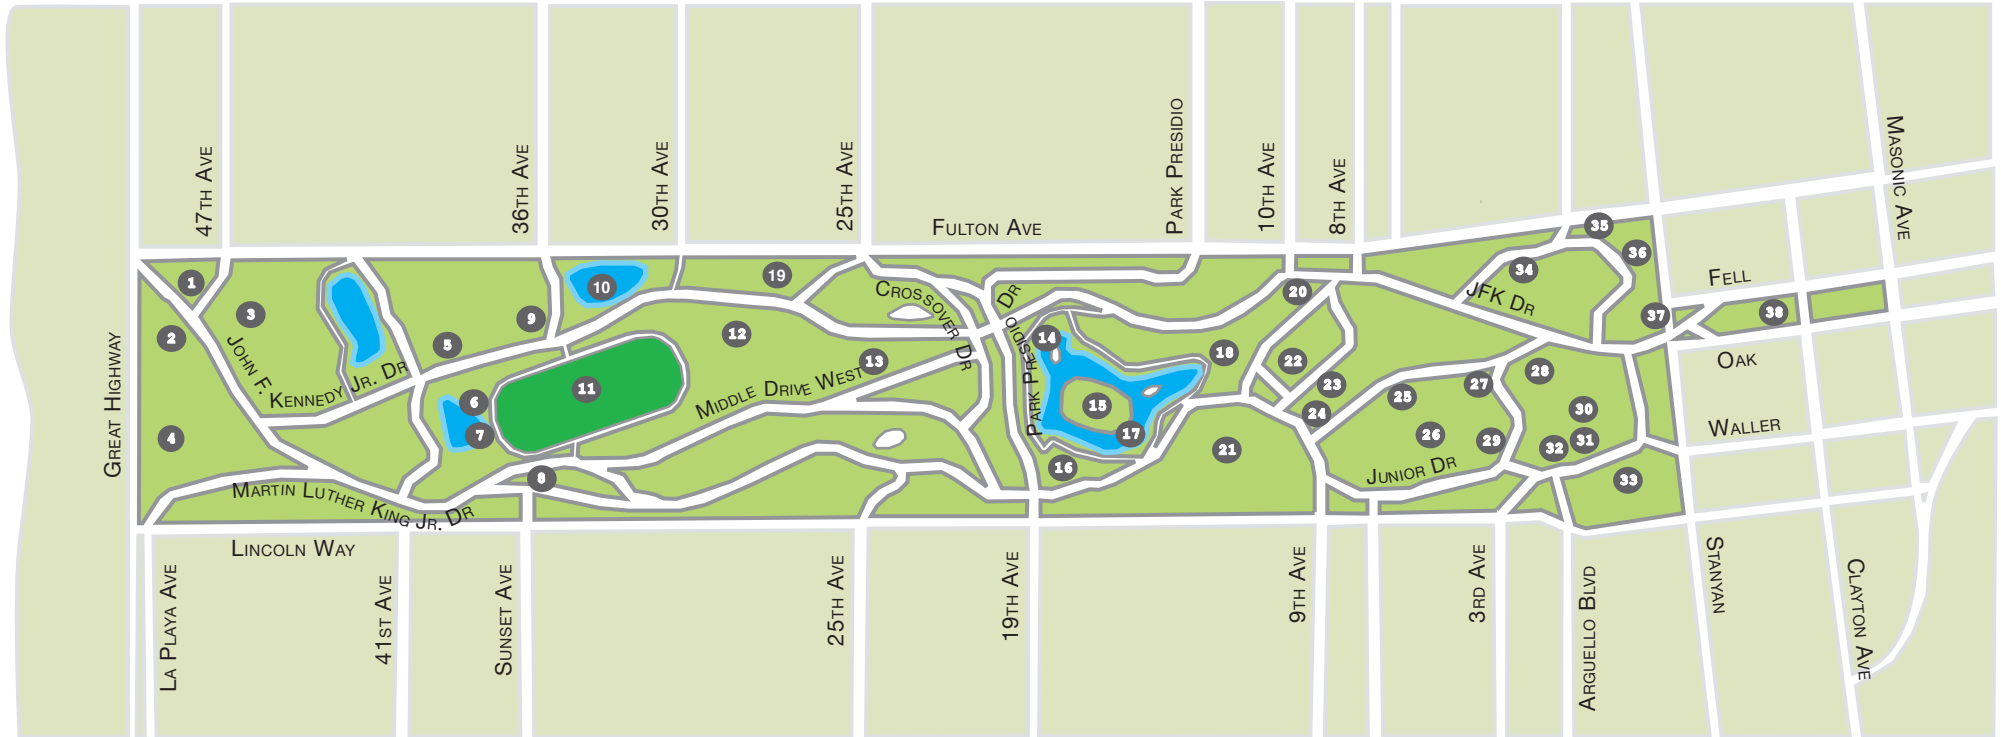 47TH AVE
36TH AVE
30TH AVE
25TH AVE
PARK PRESIDIO
10TH AVE
8TH AVE
MASONIC AVE
FULTON AVE
35
36
1
19
CROSSOVER DR
34
FELL
3
10
20
JFK DR
2
9
12
37
38
GREAT HIGHWAY
JOHN F. KENNEDY JR. DR
5
13
PARK PRESIDIO DR
14
18
22
OAK
11
MIDDLE DRIVE WEST
23
27
28
6
15
24
25
30
4
7
17
21
26
29
32
31
WALLER
8
16
JUNIOR DR
33
MARTIN LUTHER KING JR. DR
LINCOLN WAY
LA PLAYA AVE
41ST AVE
SUNSET AVE
25TH AVE
19TH AVE
9TH AVE
3RD AVE
ARGUELLO BLVD
STANYAN
CLAYTON AVE